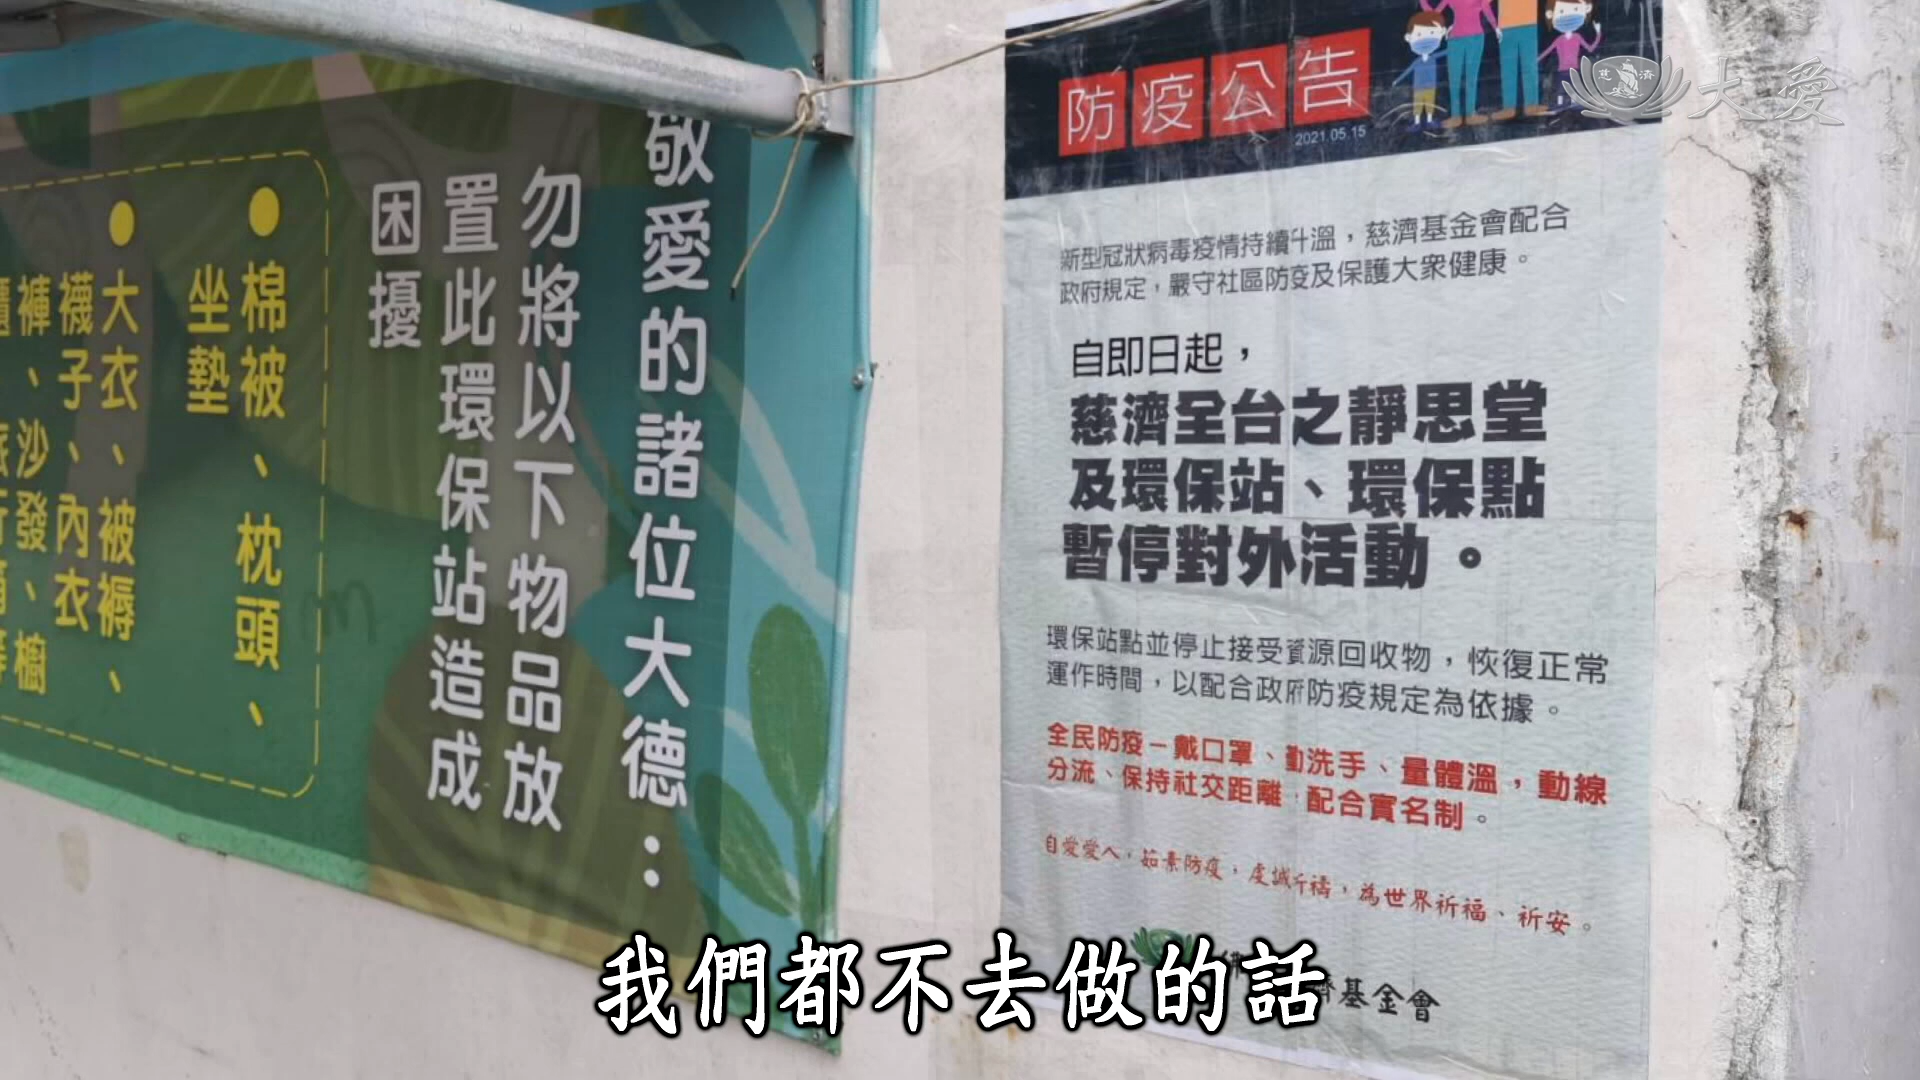 敬愛的諸位大德：
勿將以下物品放
置此環保站造成
困擾
●棉被、枕頭、
坐墊
●大衣、被褥、
襪子、內衣
褲、沙發、櫥
防疫公告
2021.05.15
新型冠狀病毒疫情持續升溫，慈濟基金會配合
政府規定，嚴守社區防疫及保護大眾健康。
自即日起，
慈濟全台之靜思堂
及環保站、環保點
暫停對外活動。
環保站點並停止接受資源回收物，恢復正常
運作時間，以配合政府防疫規定為依據。
全民防疫－戴口罩、勤洗手、量體溫，動線
分流、保持社交距離，配合實名制。
自愛愛人，茹素防疫，虔誠祈禱，為世界祈福、祈安。
濟基金會
慈濟
大愛
我們都不去做的話